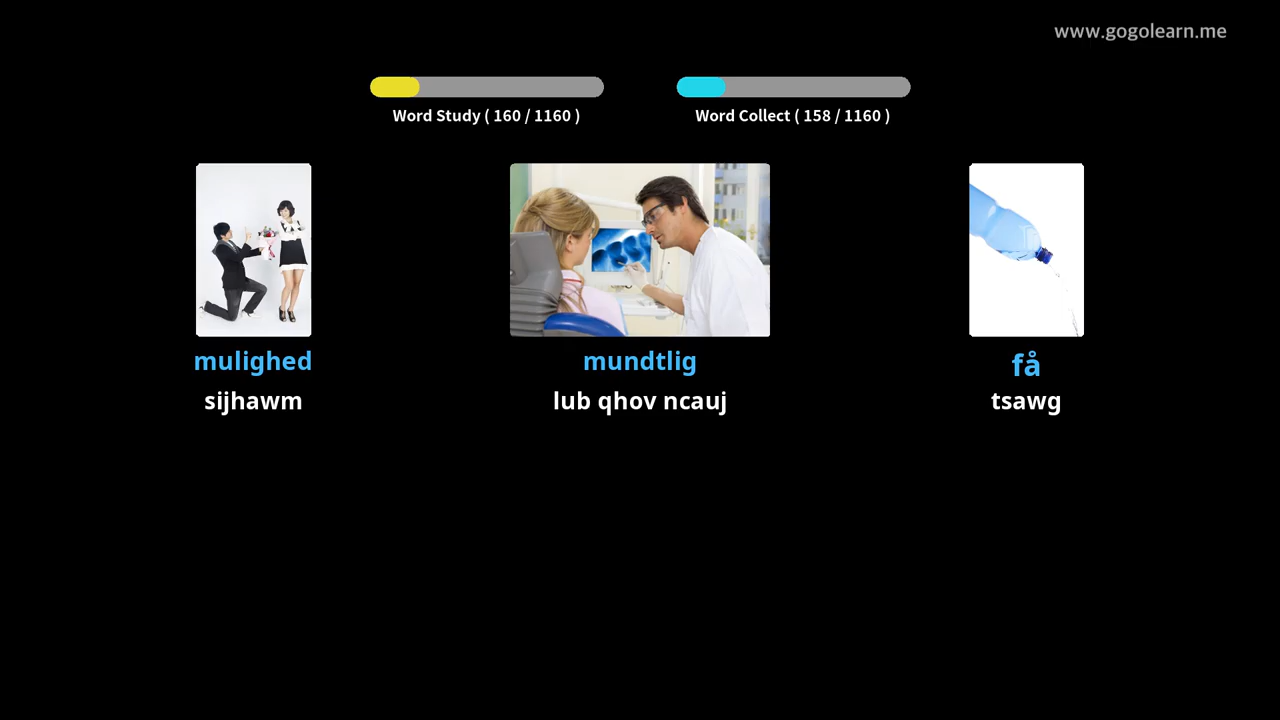 www.gogolearn.me
Word Study ( 160 / 1160 )
Word Collect ( 158 / 1160 )
mulighed
mundtlig
få
sijhawm
lub qhov ncauj
tsawg